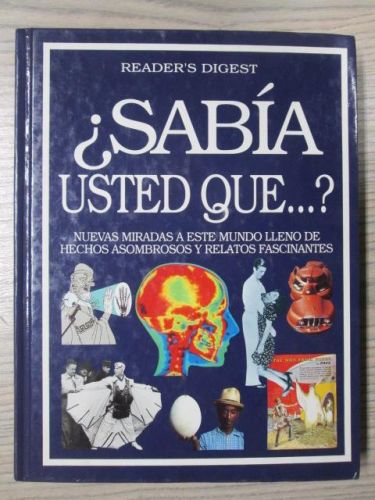 READER'S DIGEST
¿SABÍA
USTED QUE...?
NUEVAS MIRADAS A ESTE MUNDO LLENO DE
HECHOS ASOMBROSOS Y RELATOS FASCINANTES